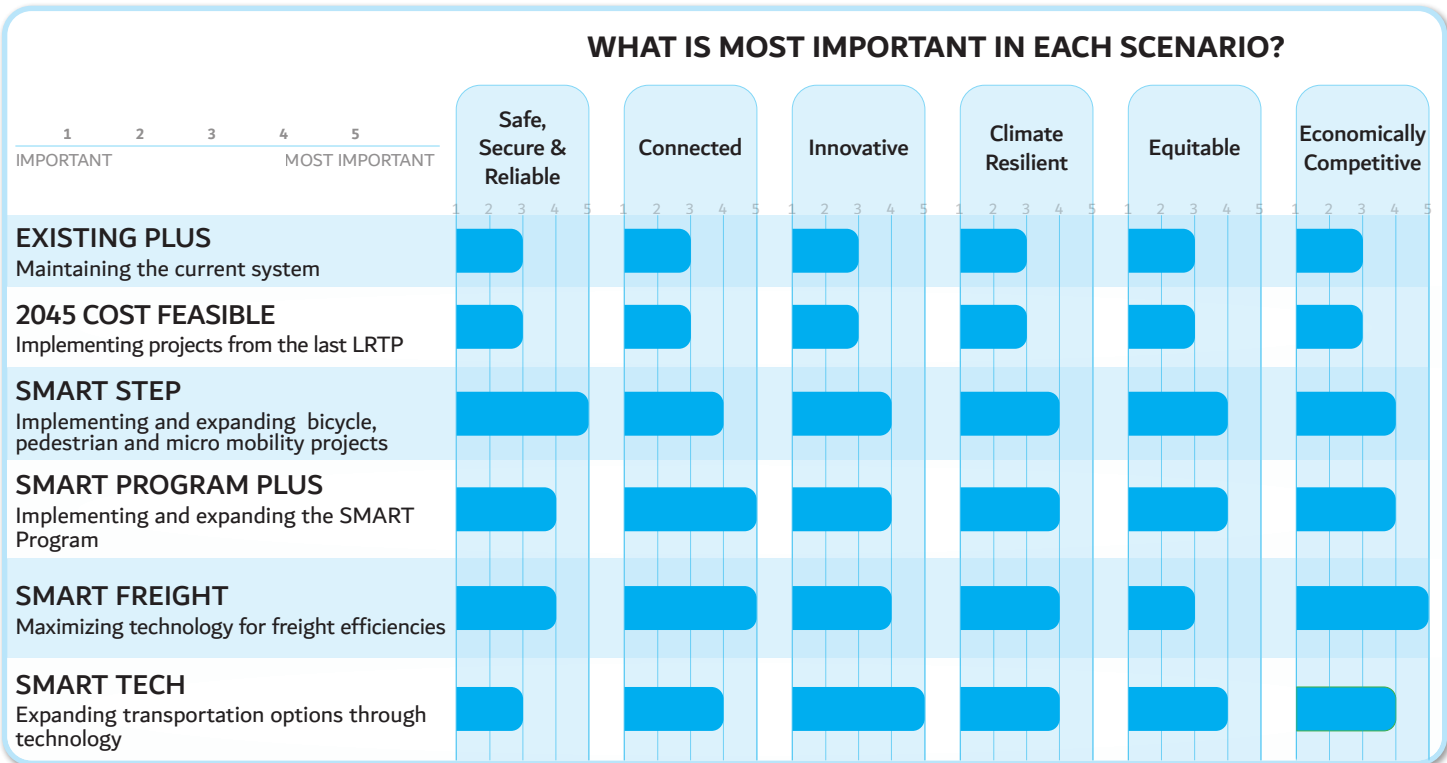 WHAT IS MOST IMPORTANT IN EACH SCENARIO?
1 2 3 4 5
IMPORTANT MOST IMPORTANT
Safe,
Secure &
Reliable
Connected
Innovative
Climate
Resilient
Equitable
Economically
Competitive
1 2 3 4 5 1 2 3 4 5 1 2 3 4 5 1 2 3 4 5 1 2 3 4 5 1 2 3 4 5
EXISTING PLUS
Maintaining the current system
2045 COST FEASIBLE
Implementing projects from the last LRTP
SMART STEP
Implementing and expanding bicycle,
pedestrian and micro mobility projects
SMART PROGRAM PLUS
Implementing and expanding the SMART
Program
SMART FREIGHT
Maximizing technology for freight efficiencies
SMART TECH
Expanding transportation options through
technology